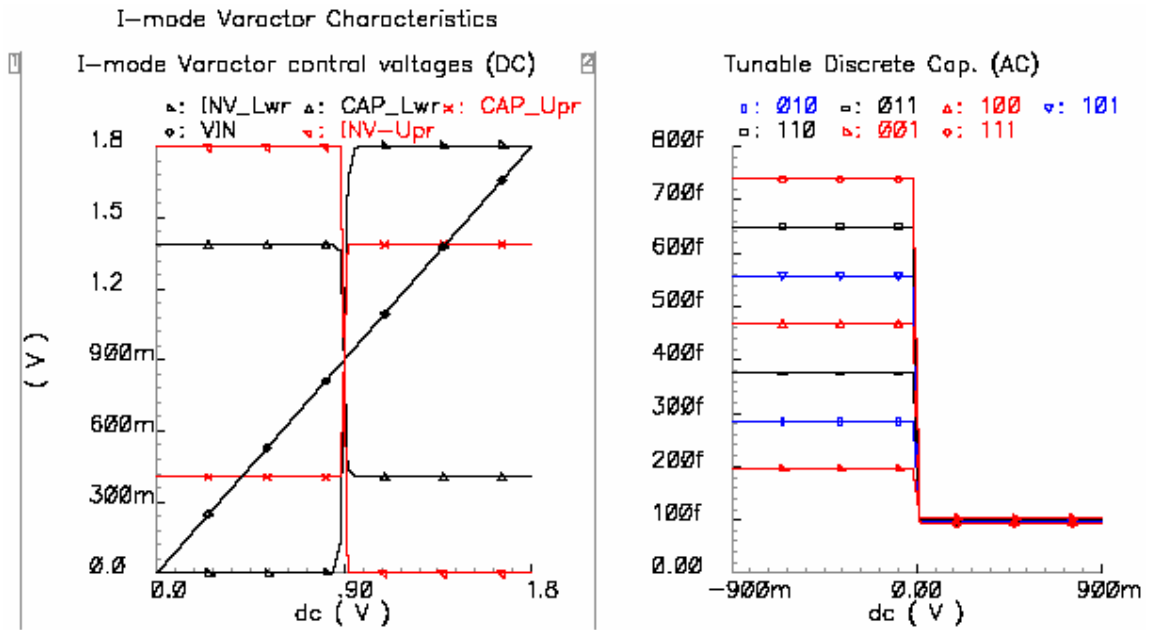 I-mode Varactor Characteristics
1
I-mode Varactor control voltages (DC)
: INV_Lwr : CAP_Lwr : CAP_Upr
: VIN : INV-Upr
1.8
1.5
1.2
900m
600m
300m
0.0
( V )
0.0 .90 1.8
dc ( V )
2
Tunable Discrete Cap. (AC)
: 010 : 011 : 100 : 101
: 110 : 001 : 111
800f
700f
600f
500f
400f
300f
200f
100f
0.00
-900m 0.00 900m
dc ( V )